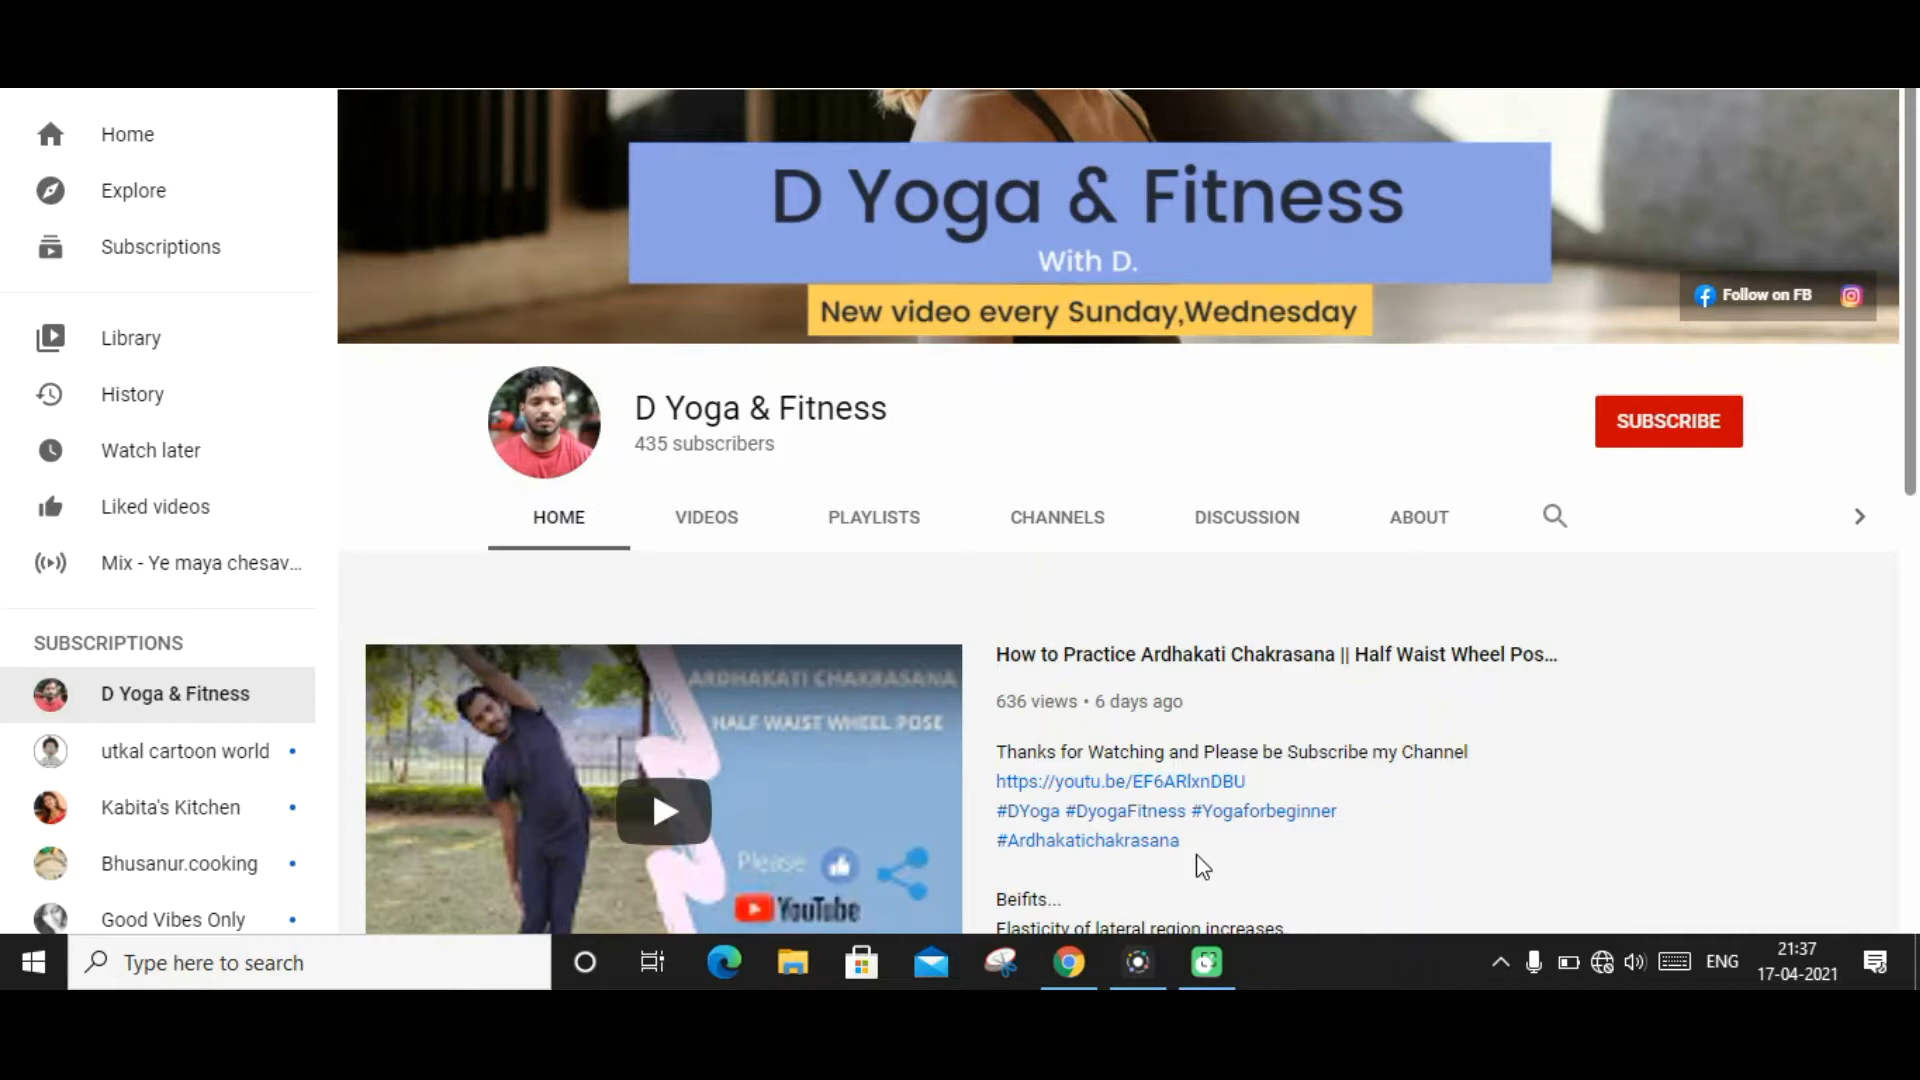 Home
Explore
Subscriptions
Library
History
Watch later
Liked videos
Mix - Ye maya chesav...
SUBSCRIPTIONS
D Yoga & Fitness
utkal cartoon world
Kabita's Kitchen
Bhusanur.cooking
Good Vibes Only
D Yoga & Fitness
With D.
New video every Sunday,Wednesday
Follow on FB
D Yoga & Fitness
435 subscribers
SUBSCRIBE
HOME VIDEOS PLAYLISTS CHANNELS DISCUSSION ABOUT
ARDHAKATI CHAKRASANA
HALF WAIST WHEEL POSE
Please
YouTube
How to Practice Ardhakati Chakrasana || Half Waist Wheel Pos...
636 views • 6 days ago
Thanks for Watching and Please be Subscribe my Channel
https://youtu.be/EF6ARlxnDBU
#DYoga #DyogaFitness #Yogaforbeginner
#Ardhakatichakrasana
Beifits...
Elasticity of lateral region increases
Type here to search
ENG
21:37
17-04-2021